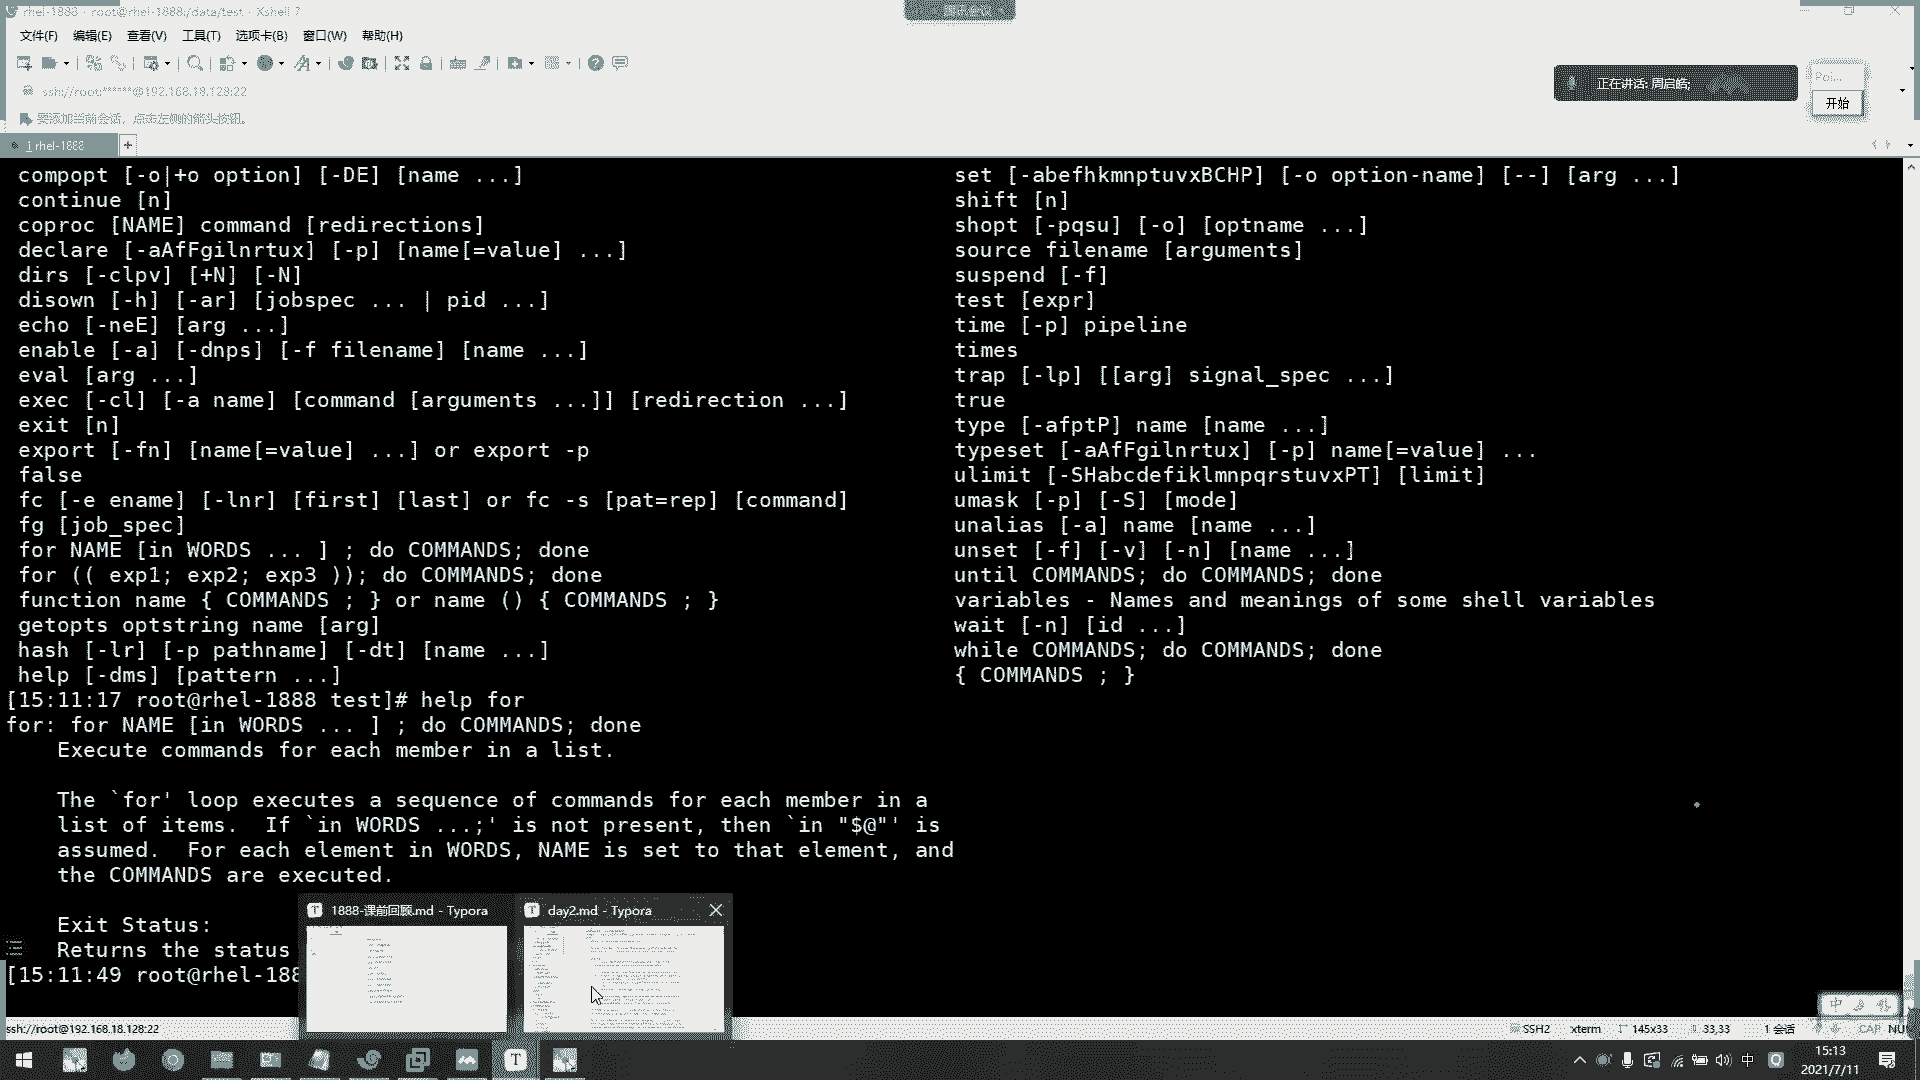 rhel-1888 - root@rhel-1888:/data/test - Xshell 7
腾讯会议
文件(F) 编辑(E) 查看(V) 工具(T) 选项卡(B) 窗口(W) 帮助(H)
ssh://root:******@192.168.18.128:22
正在讲话: 周启皓;
Poi...
开始
要添加当前会话，点击左侧的箭头按钮。
1 rhel-1888
compopt [-o|+o option] [-DE] [name ...]
continue [n]
coproc [NAME] command [redirections]
declare [-aAfFgilnrtux] [-p] [name[=value] ...]
dirs [-clpv] [+N] [-N]
disown [-h] [-ar] [jobspec ... | pid ...]
echo [-neE] [arg ...]
enable [-a] [-dnps] [-f filename] [name ...]
eval [arg ...]
exec [-cl] [-a name] [command [arguments ...]] [redirection ...]
exit [n]
export [-fn] [name[=value] ...] or export -p
false
fc [-e ename] [-lnr] [first] [last] or fc -s [pat=rep] [command]
fg [job_spec]
for NAME [in WORDS ... ] ; do COMMANDS; done
for (( exp1; exp2; exp3 )); do COMMANDS; done
function name { COMMANDS ; } or name () { COMMANDS ; }
getopts optstring name [arg]
hash [-lr] [-p pathname] [-dt] [name ...]
help [-dms] [pattern ...]
set [-abefhkmnptuvxBCHP] [-o option-name] [--] [arg ...]
shift [n]
shopt [-pqsu] [-o] [optname ...]
source filename [arguments]
suspend [-f]
test [expr]
time [-p] pipeline
times
trap [-lp] [[arg] signal_spec ...]
true
type [-afptP] name [name ...]
typeset [-aAfFgilnrtux] [-p] name[=value] ...
ulimit [-SHabcdefiklmnpqrstuvxPT] [limit]
umask [-p] [-S] [mode]
unalias [-a] name [name ...]
unset [-f] [-v] [-n] [name ...]
until COMMANDS; do COMMANDS; done
variables - Names and meanings of some shell variables
wait [-n] [id ...]
while COMMANDS; do COMMANDS; done
{ COMMANDS ; }
[15:11:17 root@rhel-1888 test]# help for
for: for NAME [in WORDS ... ] ; do COMMANDS; done
Execute commands for each member in a list.
The `for' loop executes a sequence of commands for each member in a
list of items.  If `in WORDS ...;' is not present, then `in "$@"' is
assumed.  For each element in WORDS, NAME is set to that element, and
the COMMANDS are executed.
Exit Status:
Returns the status
[15:11:49 root@rhel-188
1888-课前回顾.md - Typora
day2.md - Typora
中
ssh://root@192.168.18.128:22
SSH2 xterm 145x33 33,33 1 会话 CAP NU
中
15:13
2021/7/11